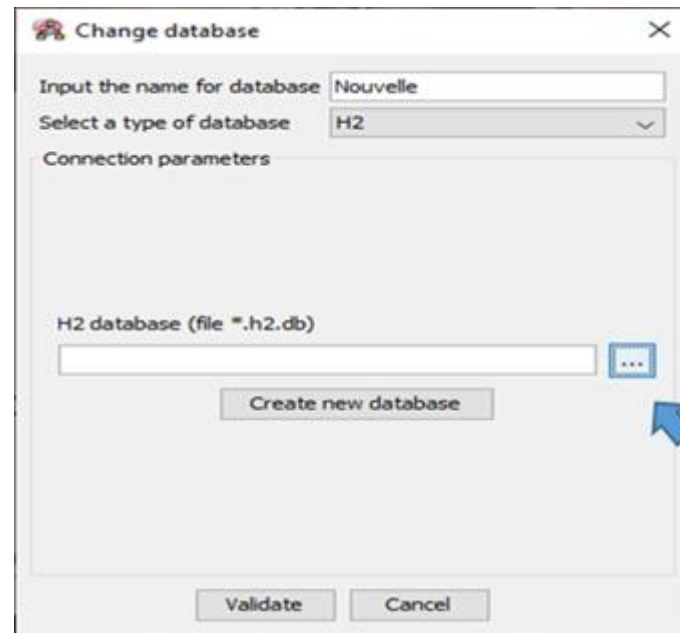 Change database
Input the name for database Nouvelle
Select a type of database H2
Connection parameters
H2 database (file *.h2.db)
...
Create new database
Validate Cancel